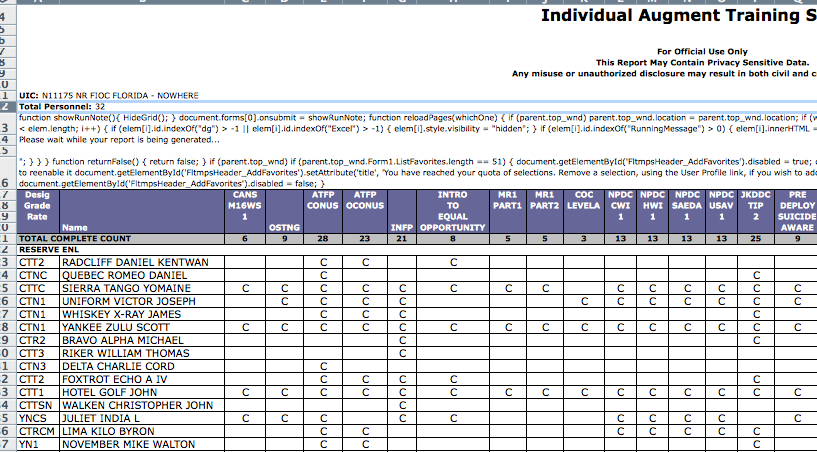 Individual Augment Training S
For Official Use Only
This Report May Contain Privacy Sensitive Data.
Any misuse or unauthorized disclosure may result in both civil and c
UIC: N11175 NR FIOC FLORIDA - NOWHERE
Total Personnel: 32
function showRunNote(){ HideGrid(); } document.forms[0].onsubmit = showRunNote; function reloadPages(whichOne) { if (parent.top_wnd) parent.top_wnd.location = parent.top_wnd.location; if (w
< elem.length; i++) { if (elem[i].id.indexOf("dg") > -1 || elem[i].id.indexOf("Excel") > -1) { elem[i].style.visibility = "hidden"; } if (elem[i].id.indexOf("RunningMessage") > 0) { elem[i].innerHTML =
Please wait while your report is being generated...
"; } } } function returnFalse() { return false; } if (parent.top_wnd) if (parent.top_wnd.Form1.ListFavorites.length == 51) { document.getElementById('FltmpsHeader_AddFavorites').disabled = true;
to reenable it document.getElementById('FltmpsHeader_AddFavorites').setAttribute('title', 'You have reached your quota of selections. Remove a selection, using the User Profile link, if you wish to add
document.getElementById('FltmpsHeader_AddFavorites').disabled = false; }
Desig CANS ATFP ATFP INTRO MR1 MR1 COC NPDC NPDC NPDC NPDC JKDDC PRE
Grade M16WS CONUS OCONUS TO PART1 PART2 LEVELA CWI HWI SAEDA USAV TIP DEPLOY
Rate 1 EQUAL 1 1 1 1 2 SUICIDE
Name OSTNG INFP OPPORTUNITY AWARE
TOTAL COMPLETE COUNT 6 9 28 23 21 8 5 5 3 13 13 13 13 25 9
RESERVE ENL
CTT2 RADCLIFF DANIEL KENTWAN C C C
CTNC QUEBEC ROMEO DANIEL C C
CTTC SIERRA TANGO YOMAINE C C C C C C C C C C C C C C
CTN1 UNIFORM VICTOR JOSEPH C C C C C C C C C C C
CTN1 WHISKEY X-RAY JAMES C C C C
CTN1 YANKEE ZULU SCOTT C C C C C C C C C C C C C C C
CTR2 BRAVO ALPHA MICHAEL C C
CTT3 RIKER WILLIAM THOMAS C
CTN3 DELTA CHARLIE CORD C
CTT2 FOXTROT ECHO A IV C C C C C
CTT1 HOTEL GOLF JOHN C C C C C C C C C C C C C C C
CTTSN WALKEN CHRISTOPHER JOHN C
YNCS JULIET INDIA L C C C C C C C C C C
CTRCM LIMA KILO BYRON C C C C C C C
YN1 NOVEMBER MIKE WALTON C C C